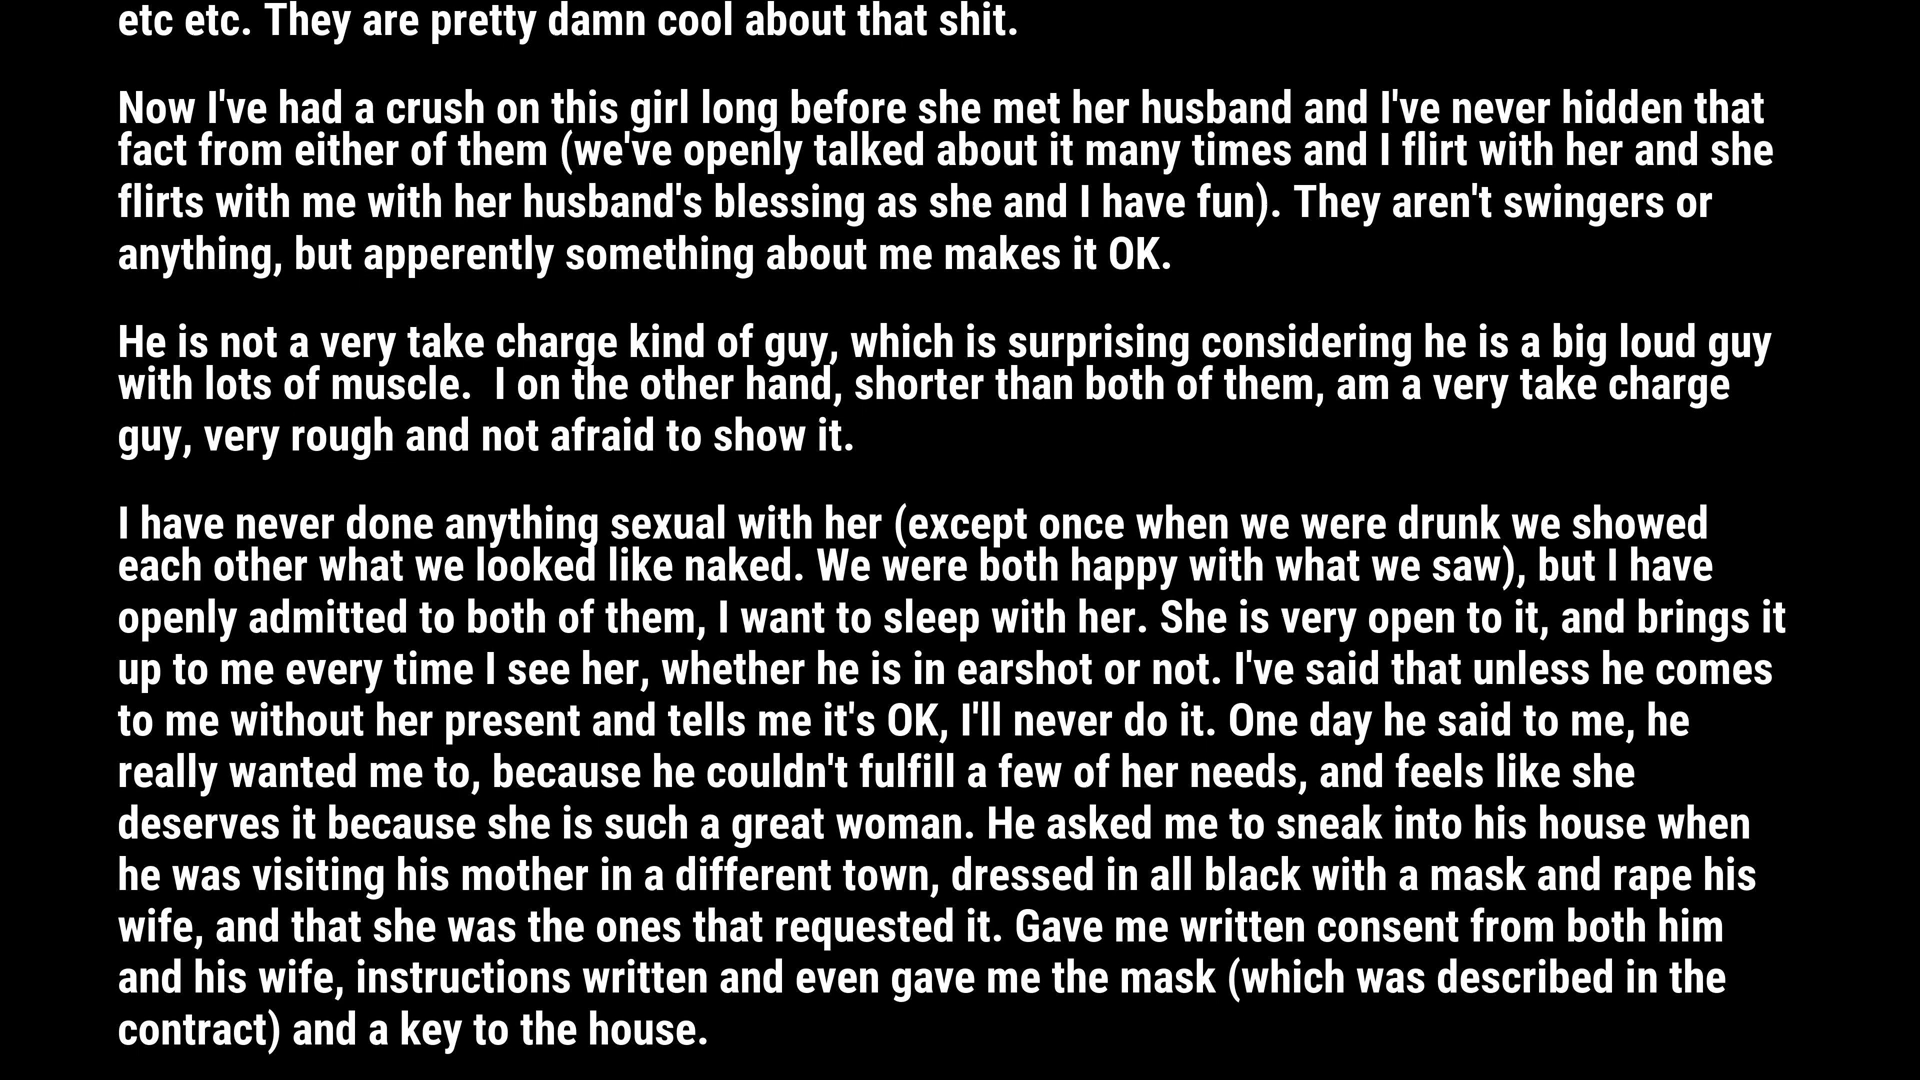 etc etc. They are pretty damn cool about that shit.
Now I've had a crush on this girl long before she met her husband and I've never hidden that
fact from either of them (we've openly talked about it many times and I flirt with her and she
flirts with me with her husband's blessing as she and I have fun). They aren't swingers or
anything, but apperently something about me makes it OK.
He is not a very take charge kind of guy, which is surprising considering he is a big loud guy
with lots of muscle.  I on the other hand, shorter than both of them, am a very take charge
guy, very rough and not afraid to show it.
I have never done anything sexual with her (except once when we were drunk we showed
each other what we looked like naked. We were both happy with what we saw), but I have
openly admitted to both of them, I want to sleep with her. She is very open to it, and brings it
up to me every time I see her, whether he is in earshot or not. I've said that unless he comes
to me without her present and tells me it's OK, I'll never do it. One day he said to me, he
really wanted me to, because he couldn't fulfill a few of her needs, and feels like she
deserves it because she is such a great woman. He asked me to sneak into his house when
he was visiting his mother in a different town, dressed in all black with a mask and rape his
wife, and that she was the ones that requested it. Gave me written consent from both him
and his wife, instructions written and even gave me the mask (which was described in the
contract) and a key to the house.